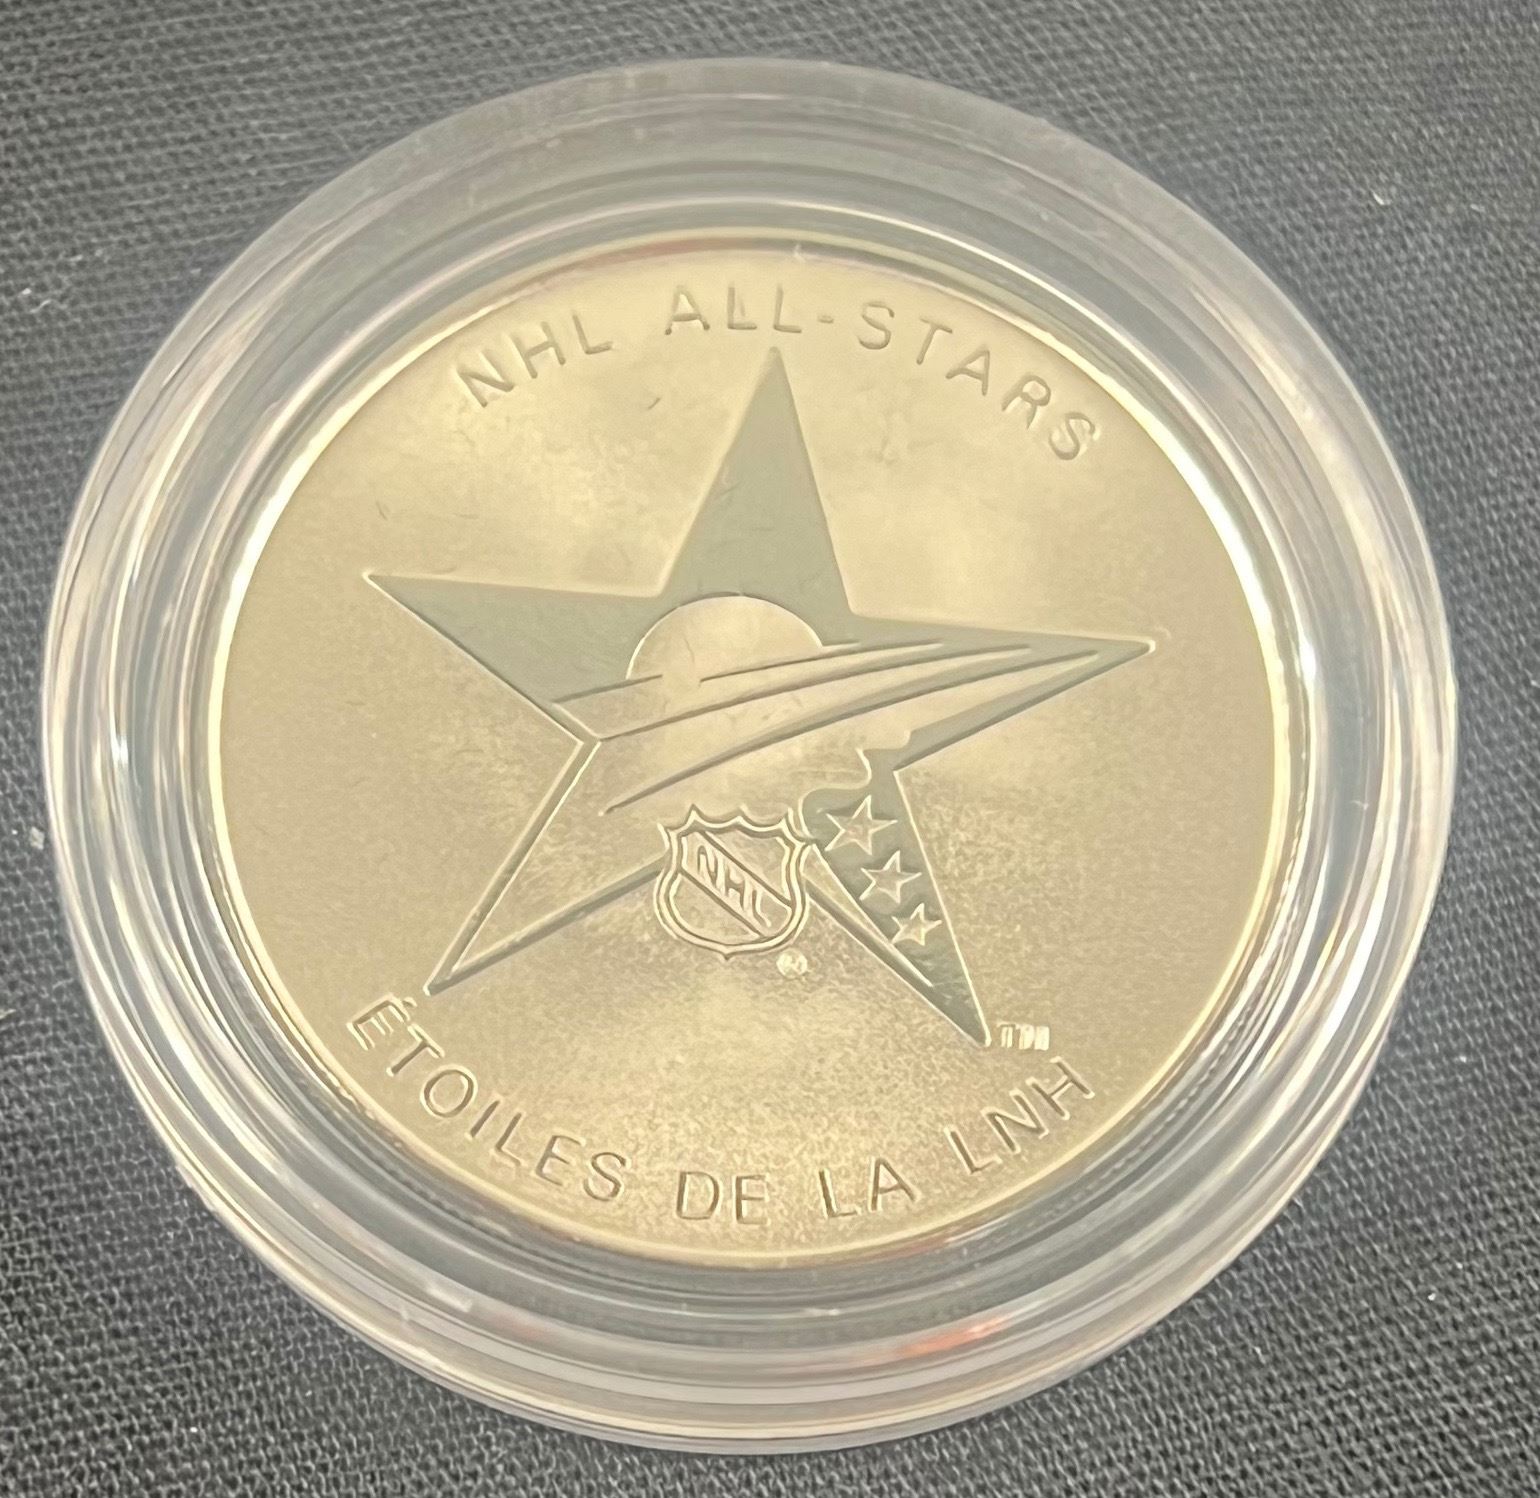 NHL ALL-STARS
NHL
®
TM
ÉTOILES DE LA LNH